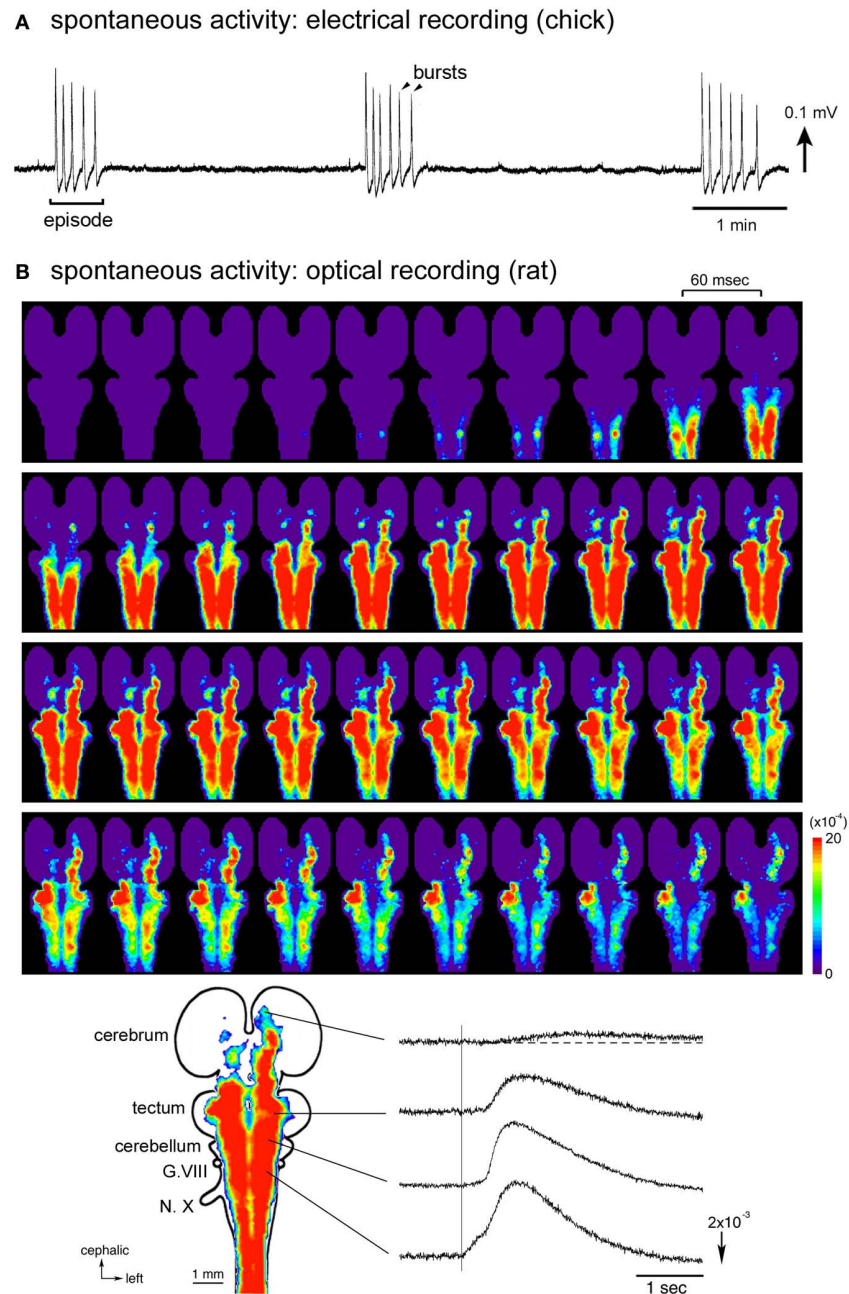 A spontaneous activity: electrical recording (chick)
bursts
0.1 mV
episode
1 min
B spontaneous activity: optical recording (rat)
60 msec
(x10-4)
20
0
cerebrum
tectum
cerebellum
G.VIII
N. X
2x10-3
cephalic
left
1 mm
1 sec